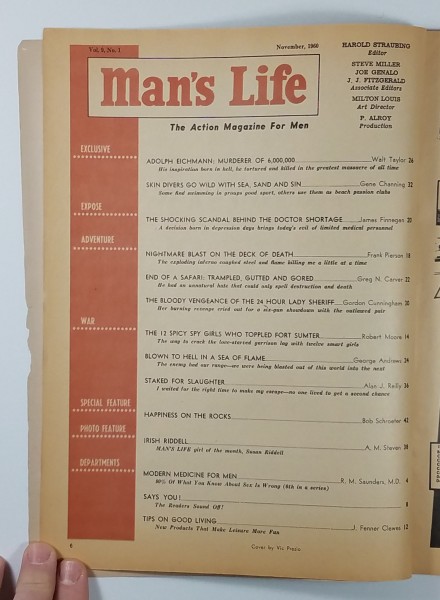 Vol. 9, No. 1
November, 1960
Man's Life
The Action Magazine For Men
HAROLD STRAUBING
Editor
STEVE MILLER
JOE GENALO
J. J. FITZGERALD
Associate Editors
MILTON LOUIS
Art Director
P. ALROY
Production
EXCLUSIVE
ADOLPH EICHMANN: MURDERER OF 6,000,000 Walt Taylor 26
His inspiration born in hell, he tortured and killed in the greatest massacre of all time
SKIN DIVERS GO WILD WITH SEA, SAND AND SIN Gene Channing 32
Some find swimming in groups good sport, others use them as beach passion clubs
EXPOSE
THE SHOCKING SCANDAL BEHIND THE DOCTOR SHORTAGE James Finnegan 20
A decision born in depression days brings today's evil of limited medical personnel
ADVENTURE
NIGHTMARE BLAST ON THE DECK OF DEATH Frank Pierson 18
The exploding inferno coughed steel and flame killing me a little at a time
END OF A SAFARI: TRAMPLED, GUTTED AND GORED Greg N. Carver 22
He had an unnatural hate that could only spell destruction and death
THE BLOODY VENGEANCE OF THE 24 HOUR LADY SHERIFF Gordon Cunningham 30
Her burning revenge cried out for a six-gun showdown with the outlawed pair
WAR
THE 12 SPICY SPY GIRLS WHO TOPPLED FORT SUMTER Robert Moore 14
The way to crack the love-starved garrison lay with twelve smart girls
BLOWN TO HELL IN A SEA OF FLAME George Andrews 24
The enemy had our range—we were being blasted out of this world into the next
STAKED FOR SLAUGHTER Alan J. Reilly 36
I waited for the right time to make my escape—no one lived to get a second chance
SPECIAL FEATURE
HAPPINESS ON THE ROCKS Bob Schroeter 42
PHOTO FEATURE
IRISH RIDDELL A. M. Steven 38
MAN'S LIFE girl of the month, Susan Riddell
DEPARTMENTS
MODERN MEDICINE FOR MEN R. M. Saunders, M.D. 4
80% Of What You Know About Sex Is Wrong (8th in a series)
SAYS YOU! 8
The Readers Sound Off!
TIPS ON GOOD LIVING J. Fenner Clewes 12
New Products That Make Leisure More Fun
6
Cover by Vic Prezio